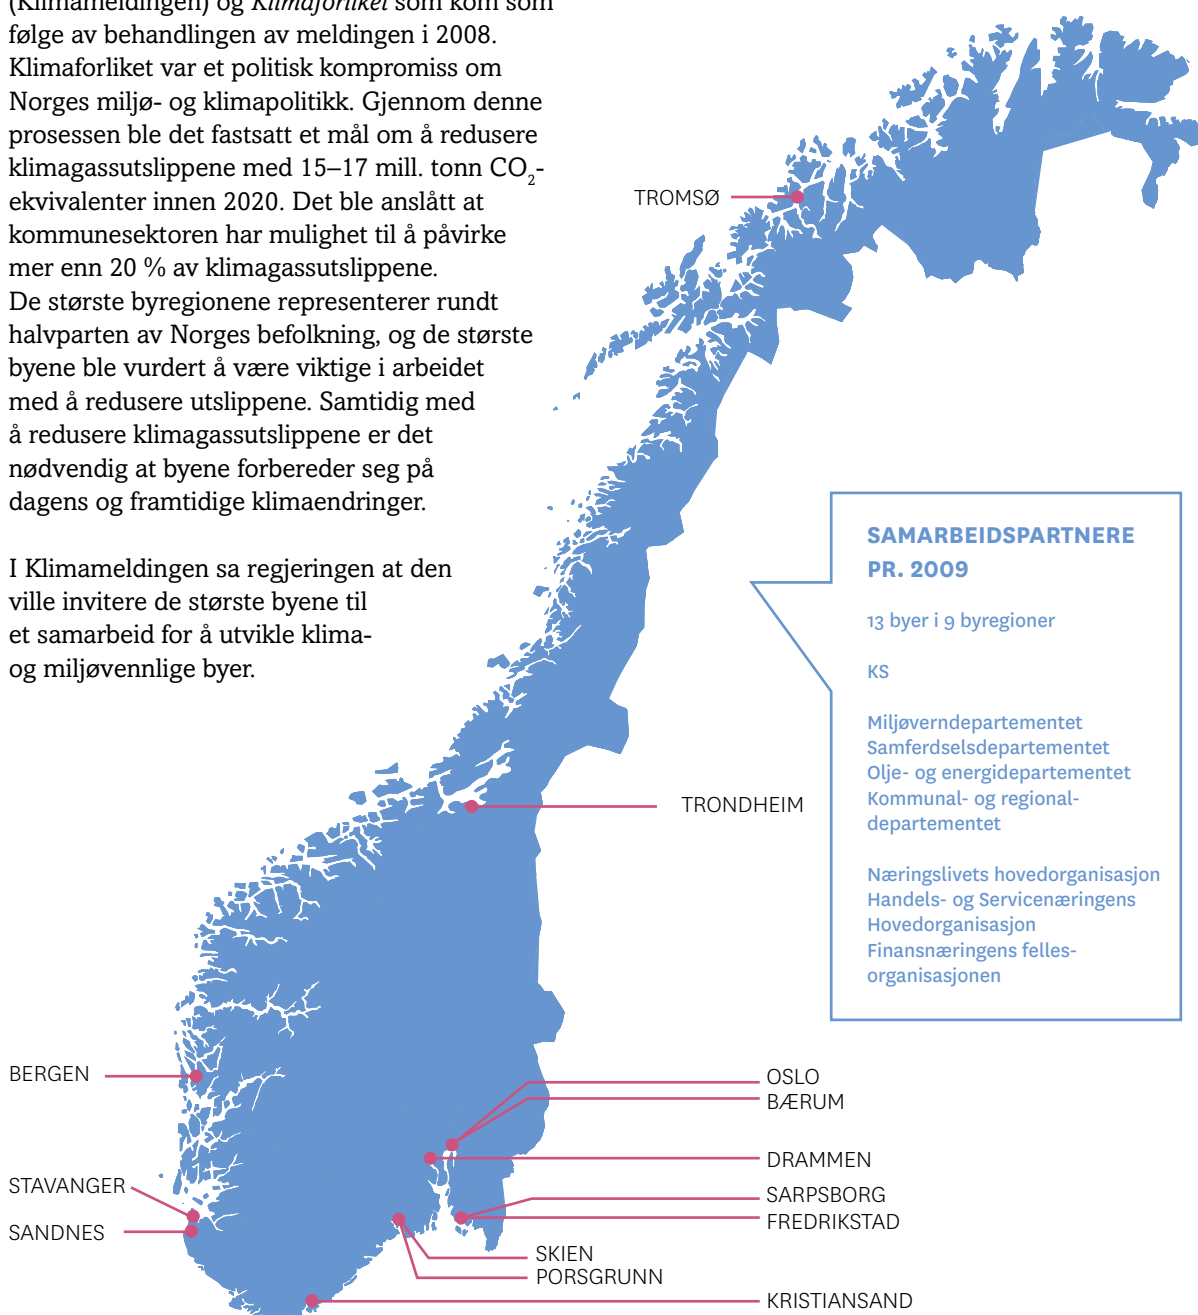 (Klimameldingen) og Klimaforliket som kom som
følge av behandlingen av meldingen i 2008.
Klimaforliket var et politisk kompromiss om
Norges miljø- og klimapolitikk. Gjennom denne
prosessen ble det fastsatt et mål om å redusere
klimagassutslippene med 15–17 mill. tonn CO₂-
ekvivalenter innen 2020. Det ble anslått at
kommunesektoren har mulighet til å påvirke
mer enn 20 % av klimagassutslippene.
De største byregionene representerer rundt
halvparten av Norges befolkning, og de største
byene ble vurdert å være viktige i arbeidet
med å redusere utslippene. Samtidig med
å redusere klimagassutslippene er det
nødvendig at byene forbereder seg på
dagens og framtidige klimaendringer.
I Klimameldingen sa regjeringen at den
ville invitere de største byene til
et samarbeid for å utvikle klima-
og miljøvennlige byer.
TROMSØ
SAMARBEIDSPARTNERE
PR. 2009
13 byer i 9 byregioner
KS
Miljøverndepartementet
Samferdselsdepartementet
Olje- og energidepartementet
Kommunal- og regional-
departementet
Næringslivets hovedorganisasjon
Handels- og Servicenæringens
Hovedorganisasjon
Finansnæringens felles-
organisasjonen
TRONDHEIM
BERGEN
OSLO
BÆRUM
DRAMMEN
STAVANGER
SARPSBORG
FREDRIKSTAD
SANDNES
SKIEN
PORSGRUNN
KRISTIANSAND